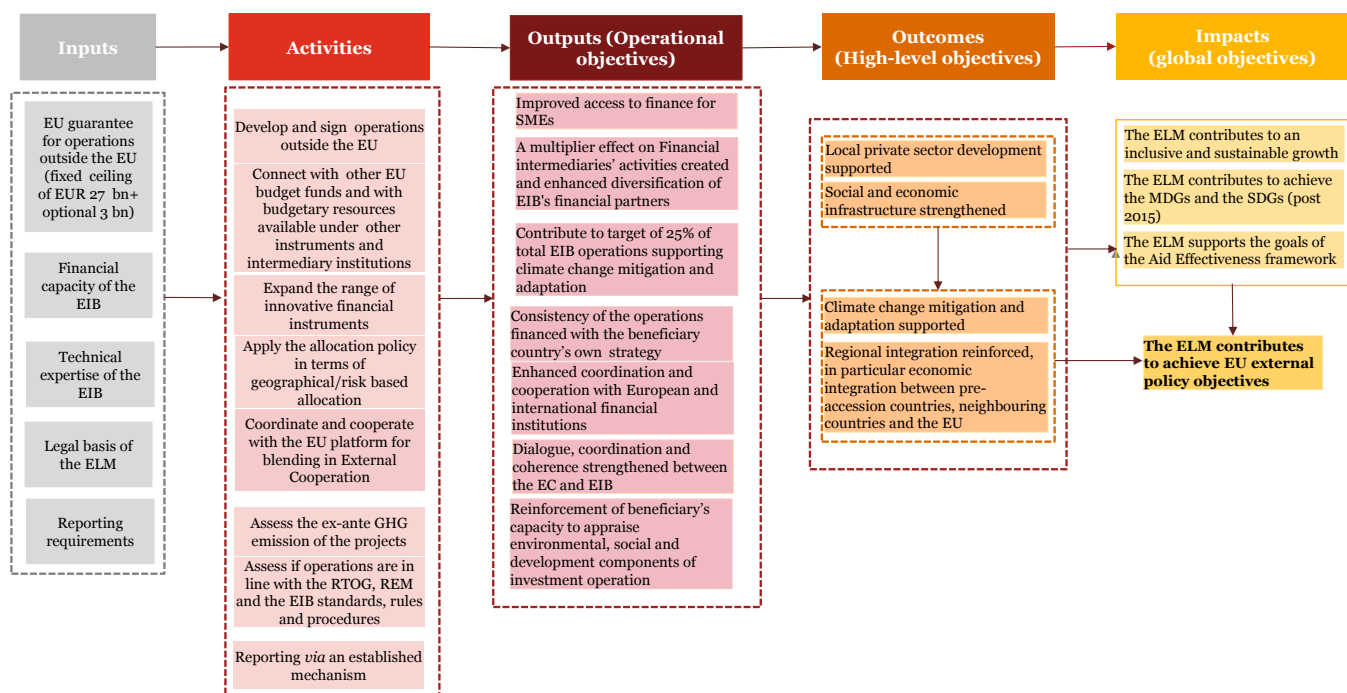 Inputs
Activities
Outputs (Operational
objectives)
Outcomes
(High-level objectives)
Impacts
(global objectives)
EU guarantee
for operations
outside the EU
(fixed ceiling
of EUR 27 bn+
optional 3 bn)
Financial
capacity of the
EIB
Technical
expertise of the
EIB
Legal basis of
the ELM
Reporting
requirements
Develop and sign operations
outside the EU
Connect with other EU
budget funds and with
budgetary resources
available under other
instruments and
intermediary institutions
Expand the range of
innovative financial
instruments
Apply the allocation policy
in terms of
geographical/risk based
allocation
Coordinate and cooperate
with the EU platform for
blending in External
Cooperation
Assess the ex-ante GHG
emission of the projects
Assess if operations are in
line with the RTOG, REM
and the EIB standards, rules
and procedures
Reporting via an established
mechanism
Improved access to finance for
SMEs
A multiplier effect on Financial
intermediaries' activities created
and enhanced diversification of
EIB's financial partners
Contribute to target of 25% of
total EIB operations supporting
climate change mitigation and
adaptation
Consistency of the operations
financed with the beneficiary
country's own strategy
Enhanced coordination and
cooperation with European and
international financial
institutions
Dialogue, coordination and
coherence strengthened between
the EC and EIB
Reinforcement of beneficiary's
capacity to appraise
environmental, social and
development components of
investment operation
Local private sector development
supported
Social and economic
infrastructure strengthened
Climate change mitigation and
adaptation supported
Regional integration reinforced,
in particular economic
integration between pre-
accession countries, neighbouring
countries and the EU
The ELM contributes to an
inclusive and sustainable growth
The ELM contributes to achieve
the MDGs and the SDGs (post
2015)
The ELM supports the goals of
the Aid Effectiveness framework
The ELM contributes
to achieve EU external
policy objectives